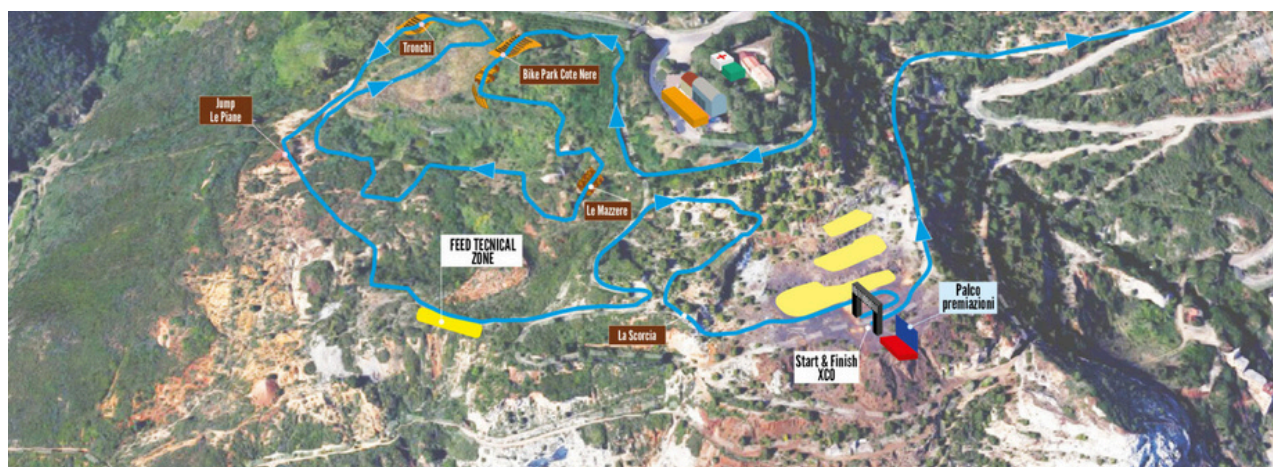 Tronchi
Bike Park Cote Nere
Jump
Le Piane
Le Mazzere
FEED TECNICAL
ZONE
La Scorcia
Palco
premiazioni
Start & Finish
XCO